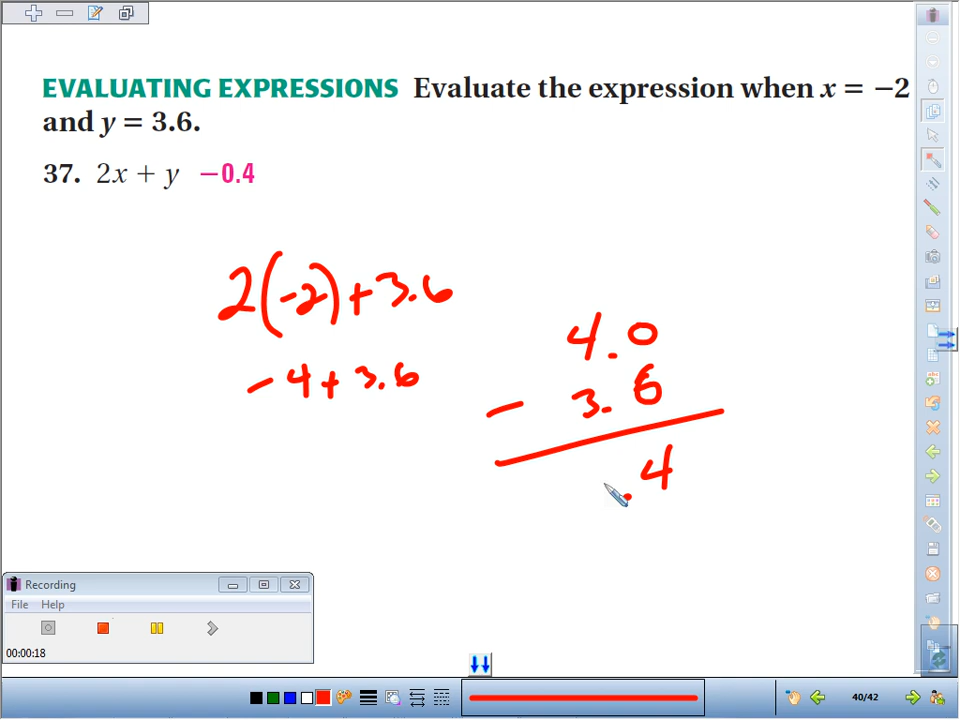 EVALUATING EXPRESSIONS Evaluate the expression when x = −2
and y = 3.6.
37. 2x + y −0.4
2(-2)+3.6
-4+3.6
4.0
- 3.6
.4
Recording
File Help
00:00:18
40/42